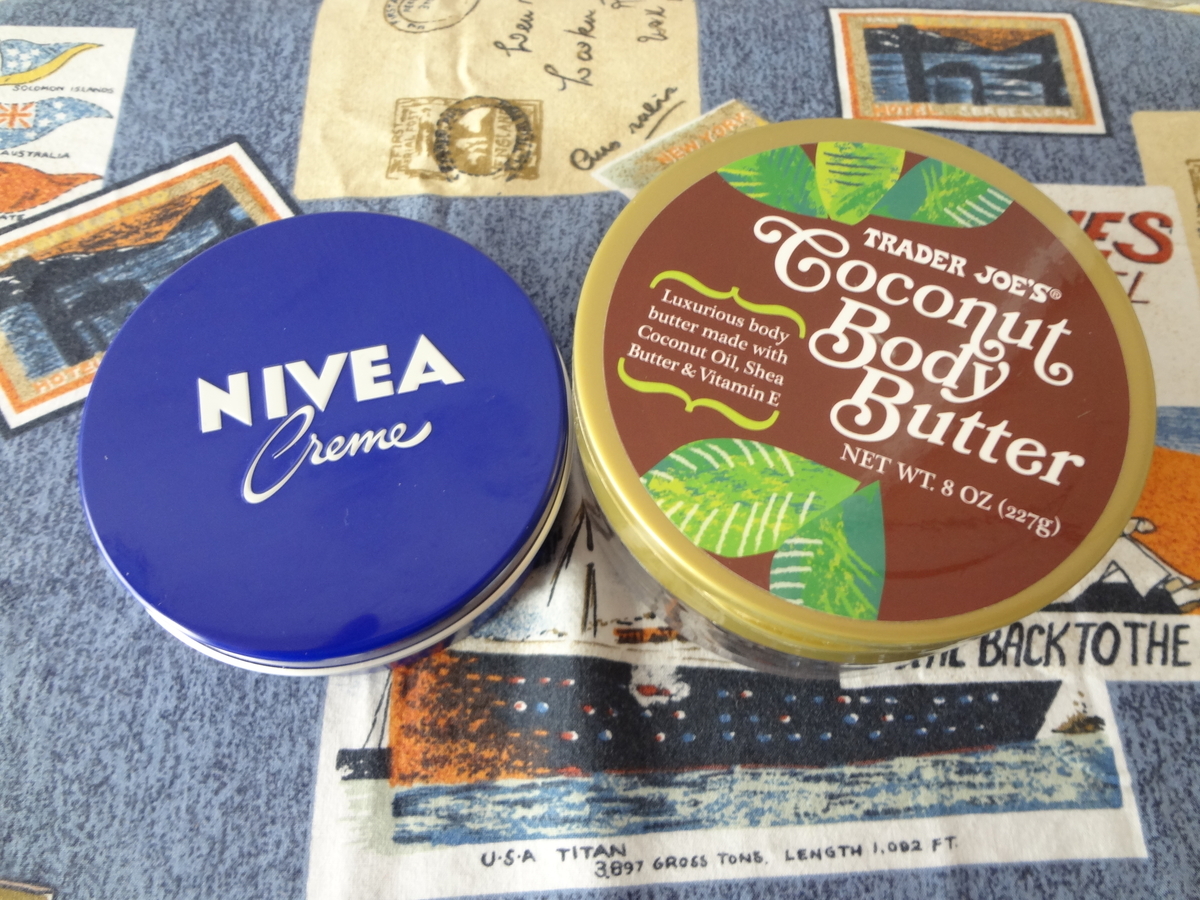 SOLOMON ISLANDS
AUSTRALIA
NEW YORK
NIVEA
Creme
TRADER JOE'S®
Coconut
Body
Butter
NET WT. 8 OZ (227g)
Luxurious body
butter made with
Coconut Oil, Shea
Butter & Vitamin E
BACK TO THE
U·S·A TITAN
3,897 GROSS TONS, LENGTH 1,092 FT.